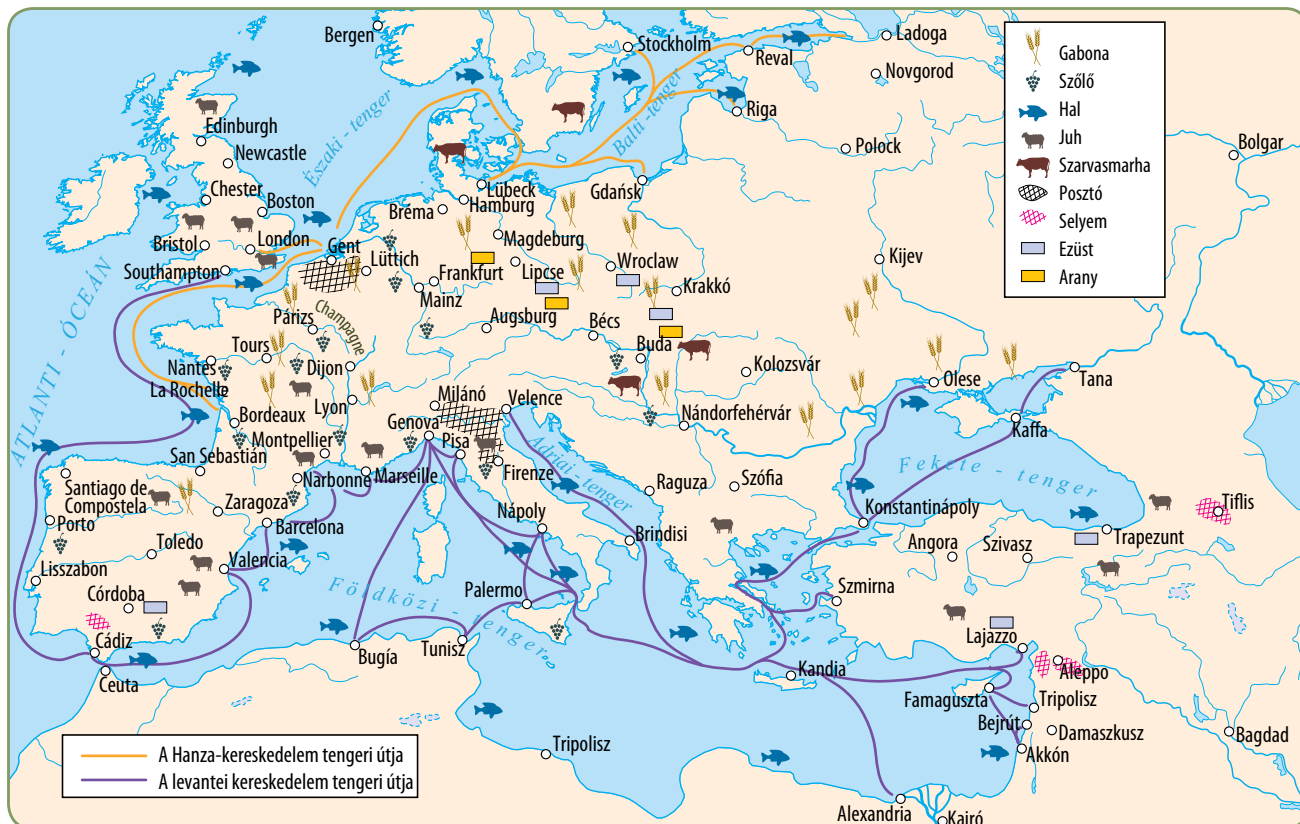 Bergen
Stockholm
Ladoga
Reval
Novgorod
Riga
Polock
Bolgar
Edinburgh
Newcastle
Északi - tenger
Balti - tenger
Chester
Boston
Lübeck
Hamburg
Gdańsk
Bréma
Bristol
London
Gent
Lüttich
Magdeburg
Southampton
Frankfurt
Lipcse
Wroclaw
Kijev
Mainz
Krakkó
ATLANTI - ÓCEÁN
Párizs
Champagne
Augsburg
Bécs
Buda
Tours
Nantes
Dijon
Kolozsvár
La Rochelle
Lyon
Milánó
Velence
Olese
Tana
Bordeaux
Genova
Nándorfehérvár
Kaffa
Montpellier
Pisa
San Sebastián
Narbonne
Marseille
Firenze
Adriai - tenger
Fekete - tenger
Santiago de
Compostela
Zaragoza
Raguza
Szófia
Tiflis
Porto
Barcelona
Nápoly
Brindisi
Konstantinápoly
Trapezunt
Toledo
Valencia
Angora
Szivasz
Lisszabon
Palermo
Szmirna
Córdoba
Földközi - tenger
Cádiz
Bugía
Tunisz
Lajazzo
Aleppo
Ceuta
Kandia
Famaguszta
Tripolisz
Bejrút
Damaszkusz
Bagdad
Tripolisz
Akkón
Alexandria
Kairó
Gabona
Szőlő
Hal
Juh
Szarvasmarha
Posztó
Selyem
Ezüst
Arany
A Hanza-kereskedelem tengeri útja
A levantei kereskedelem tengeri útja